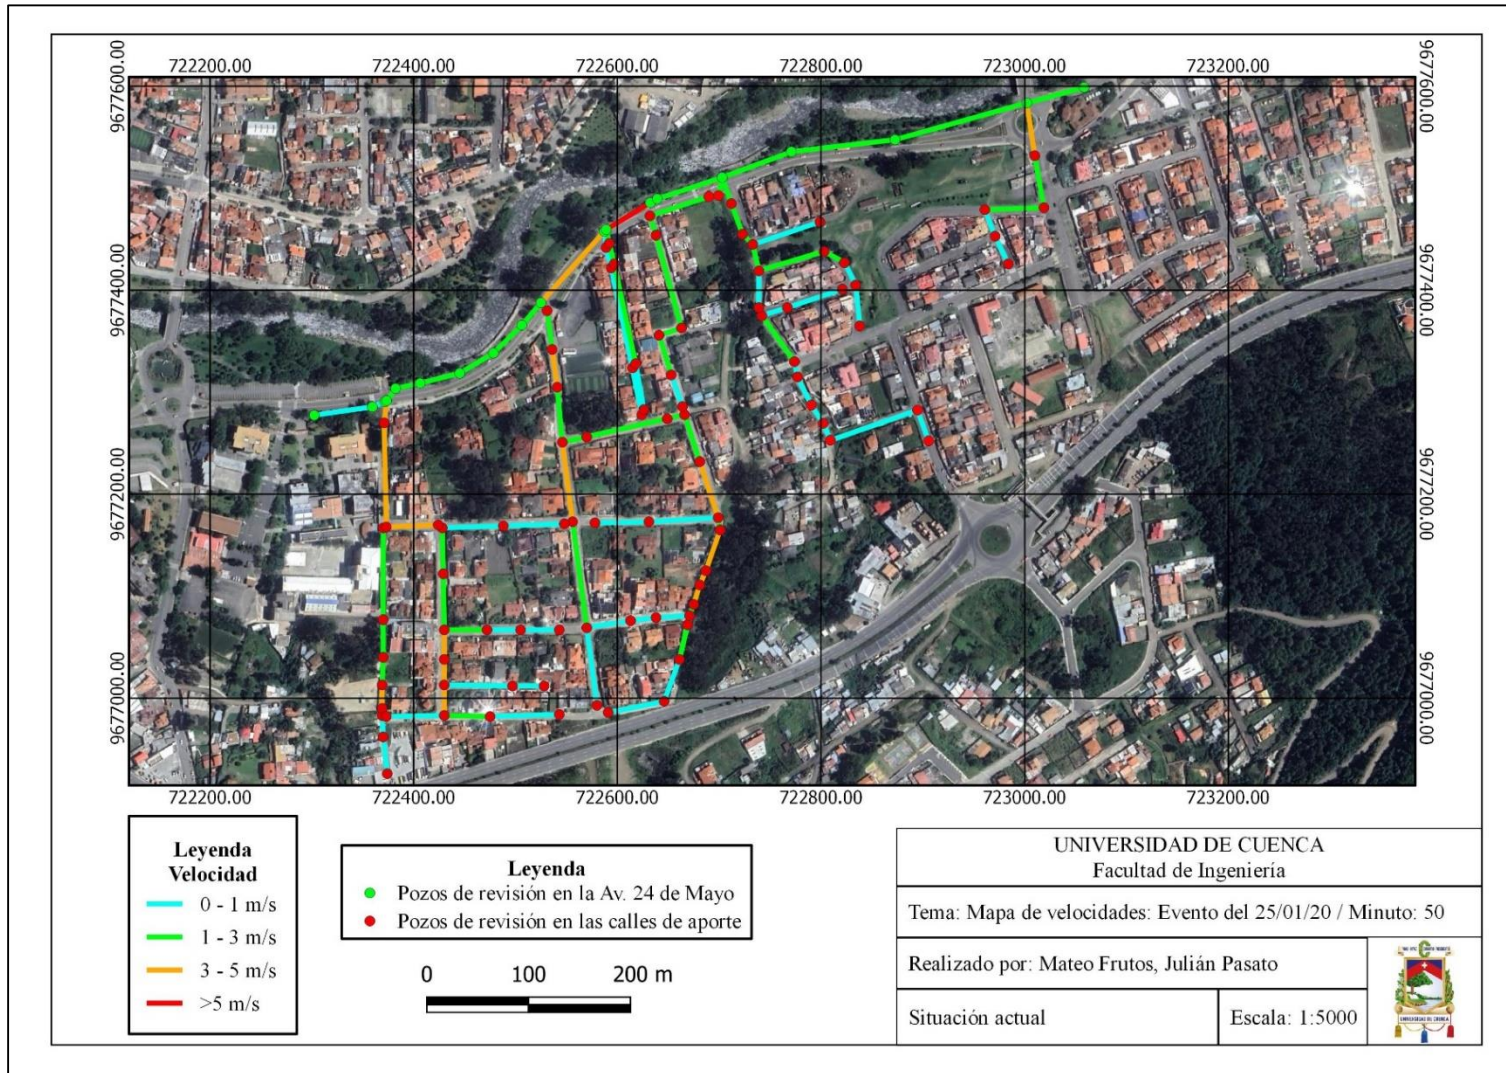 722200.00 722400.00 722600.00 722800.00 723000.00 723200.00
9677600.00 9677600.00
9677400.00 9677400.00
9677200.00 9677200.00
9677000.00 9677000.00
722200.00 722400.00 722600.00 722800.00 723000.00 723200.00
Leyenda
Velocidad
0 - 1 m/s
1 - 3 m/s
3 - 5 m/s
>5 m/s
Leyenda
Pozos de revisión en la Av. 24 de Mayo
Pozos de revisión en las calles de aporte
0 100 200 m
UNIVERSIDAD DE CUENCA
Facultad de Ingeniería
Tema: Mapa de velocidades: Evento del 25/01/20 / Minuto: 50
Realizado por: Mateo Frutos, Julián Pasato
Situación actual
Escala: 1:5000
UNIVERSIDAD DE CUENCA